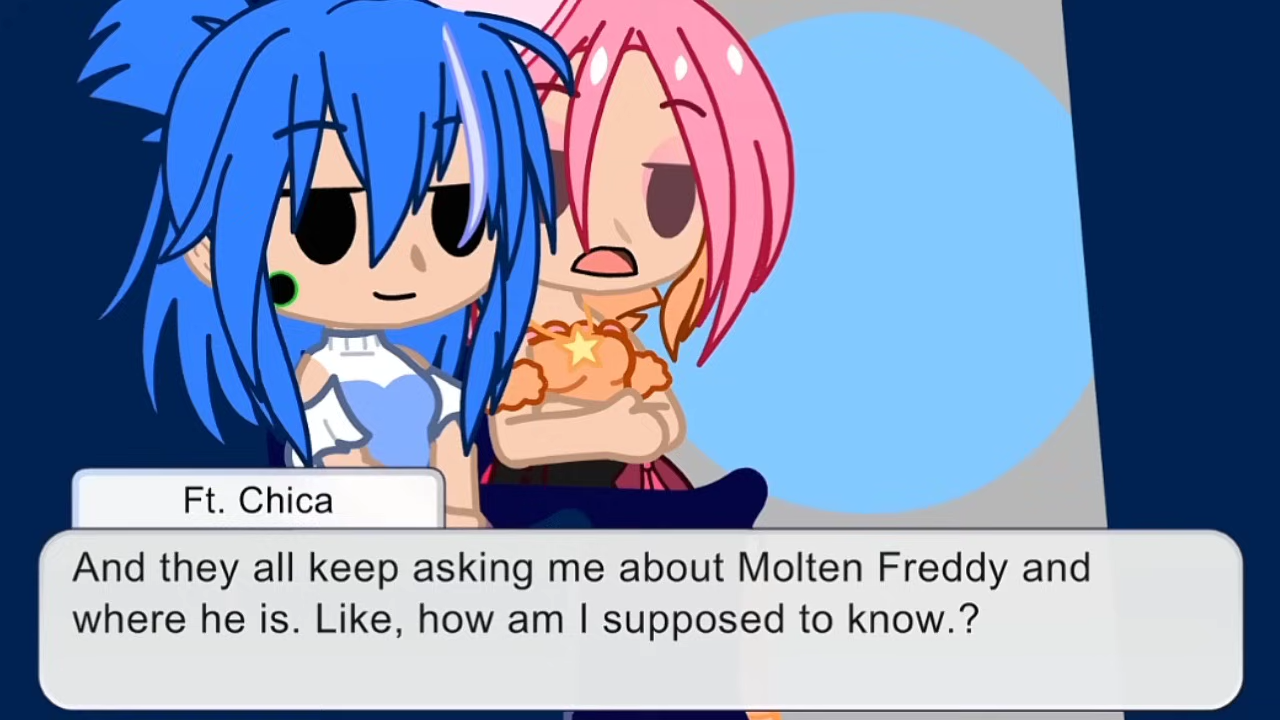 Ft. Chica
And they all keep asking me about Molten Freddy and
where he is. Like, how am I supposed to know.?